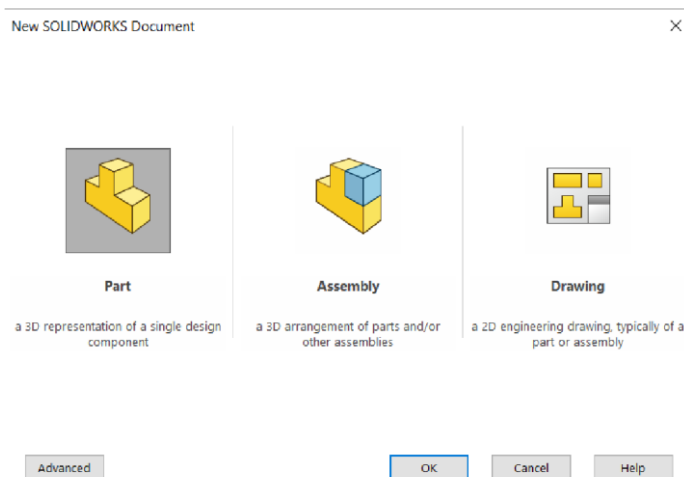 New SOLIDWORKS Document
Part
a 3D representation of a single design
component
Assembly
a 3D arrangement of parts and/or
other assemblies
Drawing
a 2D engineering drawing, typically of a
part or assembly
Advanced
OK
Cancel
Help